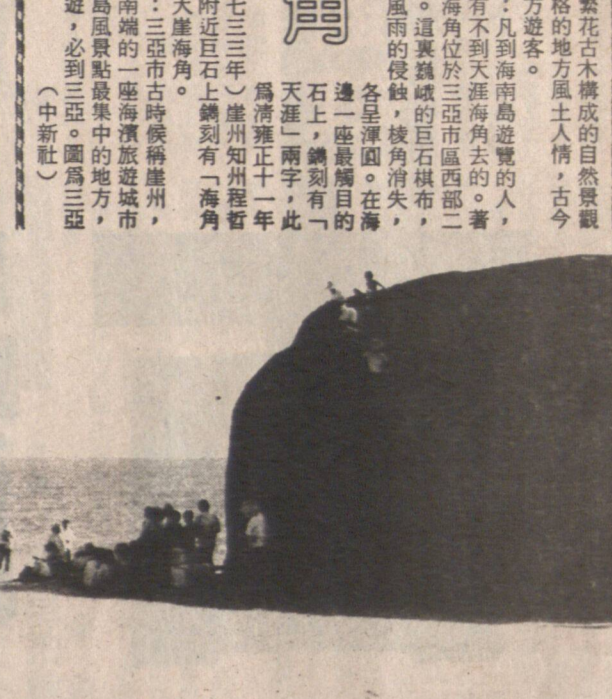 繁花古木構成的自然景觀
格的地方風土人情，古今
方遊客。
：凡到海南島遊覽的人，
有不到天涯海角去的。著
海角位於三亞市區西部二
。這裏巍峨的巨石棋布，
風雨的侵蝕，棱角消失，
角
各呈渾圓。在海
邊一座最觸目的
石上，鐫刻有「
天涯」兩字，此
爲清雍正十一年
七三三年）崖州知州程哲
附近巨石上鐫刻有「海角
天涯海角。
：三亞市古時候稱崖州，
南端的一座海濱旅遊城市
島風景點最集中的地方，
遊，必到三亞。圖爲三亞
（中新社）